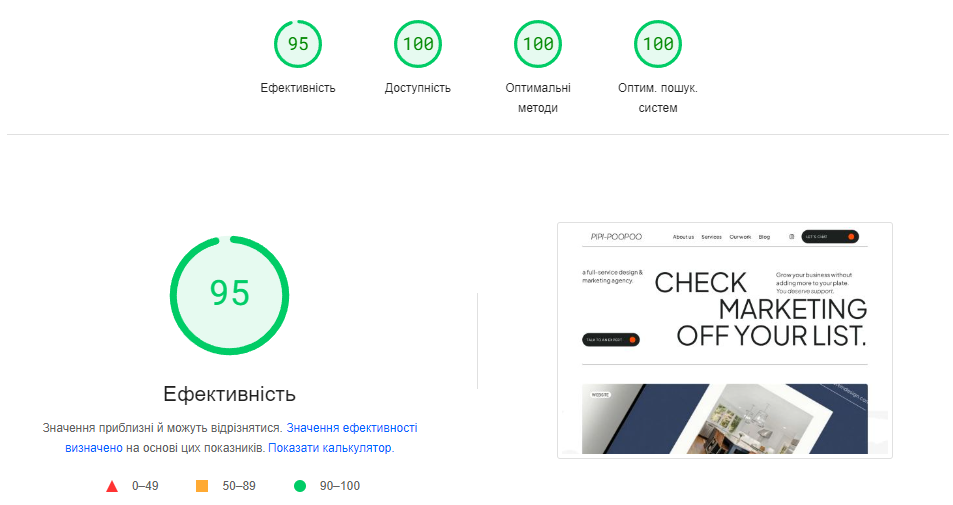 95
100
100
100
Ефективність
Доступність
Оптимальні
методи
Оптим. пошук.
систем
95
Ефективність
Значення приблизні й можуть відрізнятися. Значення ефективності
визначено на основі цих показників. Показати калькулятор.
0–49
50–89
90–100
PIPI-POOPOO
About us
Services
Our work
Blog
LET'S CHAT
a full-service design &
marketing agency.
CHECK
MARKETING
OFF YOUR LIST.
Grow your business without
adding more to your plate.
You deserve support.
TALK TO AN EXPERT
WEBSITE